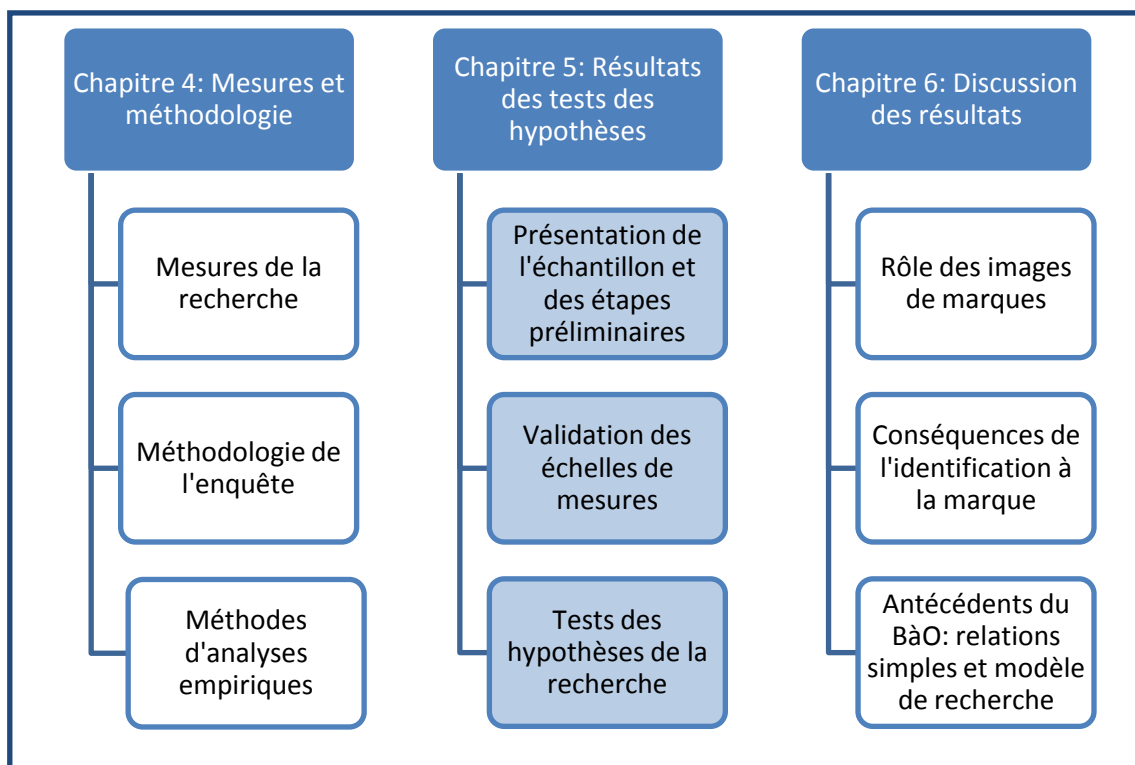 Chapitre 4: Mesures et
méthodologie
Mesures de la
recherche
Méthodologie de
l'enquête
Méthodes
d'analyses
empiriques
Chapitre 5: Résultats
des tests des
hypothèses
Présentation de
l'échantillon et
des étapes
préliminaires
Validation des
échelles de
mesures
Tests des
hypothèses de la
recherche
Chapitre 6: Discussion
des résultats
Rôle des images
de marques
Conséquences de
l'identification à
la marque
Antécédents du
BàO: relations
simples et modèle
de recherche